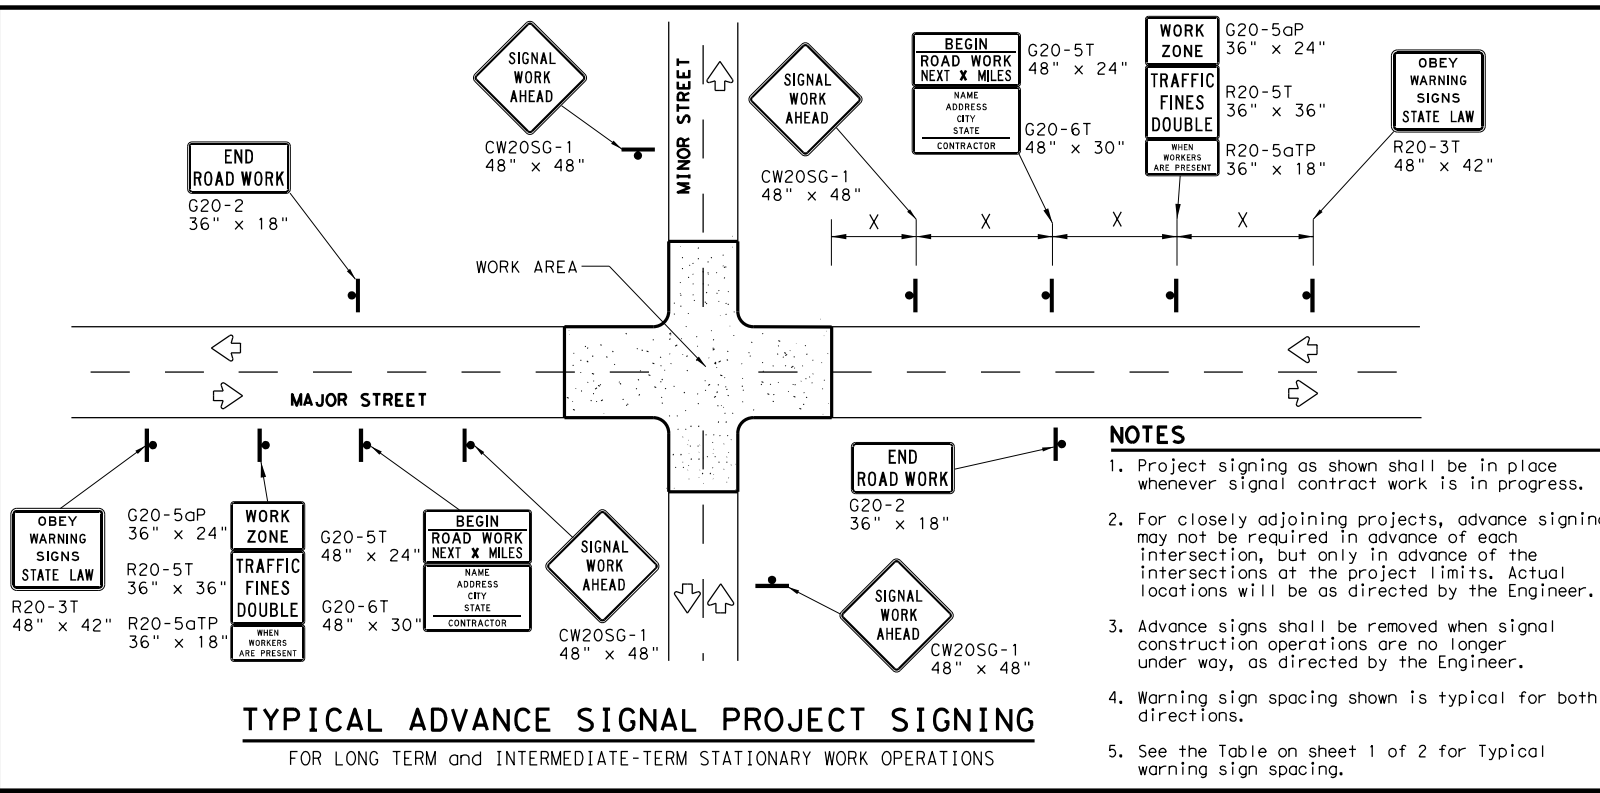 SIGNAL
WORK
AHEAD
CW20SG-1
48" x 48"
END
ROAD WORK
G20-2
36" x 18"
MINOR STREET
SIGNAL
WORK
AHEAD
CW20SG-1
48" x 48"
BEGIN
ROAD WORK
NEXT X MILES
NAME
ADDRESS
CITY
STATE
CONTRACTOR
G20-5T
48" x 24"
G20-6T
48" x 30"
WORK
ZONE
TRAFFIC
FINES
DOUBLE
WHEN
WORKERS
ARE PRESENT
G20-5aP
36" x 24"
R20-5T
36" x 36"
R20-5aTP
36" x 18"
OBEY
WARNING
SIGNS
STATE LAW
R20-3T
48" x 42"
X
X
X
X
WORK AREA
MAJOR STREET
OBEY
WARNING
SIGNS
STATE LAW
R20-3T
48" x 42"
G20-5aP
36" x 24"
R20-5T
36" x 36"
R20-5aTP
36" x 18"
WORK
ZONE
TRAFFIC
FINES
DOUBLE
WHEN
WORKERS
ARE PRESENT
G20-5T
48" x 24"
G20-6T
48" x 30"
BEGIN
ROAD WORK
NEXT X MILES
NAME
ADDRESS
CITY
STATE
CONTRACTOR
SIGNAL
WORK
AHEAD
CW20SG-1
48" x 48"
END
ROAD WORK
G20-2
36" x 18"
SIGNAL
WORK
AHEAD
CW20SG-1
48" x 48"
TYPICAL ADVANCE SIGNAL PROJECT SIGNING
FOR LONG TERM and INTERMEDIATE-TERM STATIONARY WORK OPERATIONS
NOTES
1. Project signing as shown shall be in place
whenever signal contract work is in progress.
2. For closely adjoining projects, advance signing
may not be required in advance of each
intersection, but only in advance of the
intersections at the project limits. Actual
locations will be as directed by the Engineer.
3. Advance signs shall be removed when signal
construction operations are no longer
under way, as directed by the Engineer.
4. Warning sign spacing shown is typical for both
directions.
5. See the Table on sheet 1 of 2 for Typical
warning sign spacing.